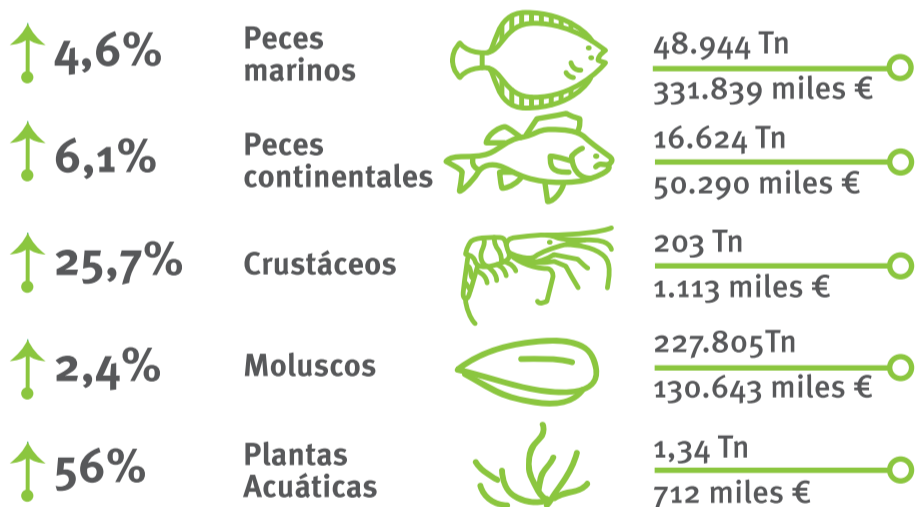 4,6%
Peces
marinos
48.944 Tn
331.839 miles €
6,1%
Peces
continentales
16.624 Tn
50.290 miles €
25,7%
Crustáceos
203 Tn
1.113 miles €
2,4%
Moluscos
227.805Tn
130.643 miles €
56%
Plantas
Acuáticas
1,34 Tn
712 miles €